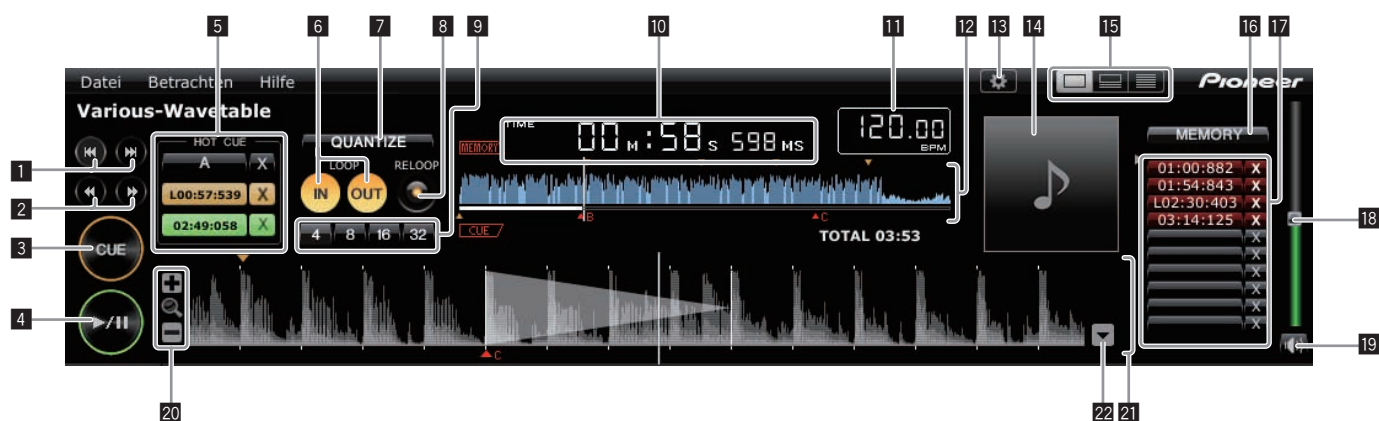 5 6 7 8 9 10 11 12 13 14 15 16 17
Datei Betrachten Hilfe
Pioneer
Various-Wavetable
HOT CUE
A X
L00:57:539 X
02:49:058 X
QUANTIZE
LOOP RELOOP
IN OUT
4 8 16 32
TIME 00 M :58 S 598 MS
MEMORY
120.00
BPM
B C
CUE
TOTAL 03:53
MEMORY
01:00:882 X
01:54:843 X
L02:30:403 X
03:14:125 X
X
X
X
X
X
X
1
2
3 CUE
18
4
C
19
20 22 21